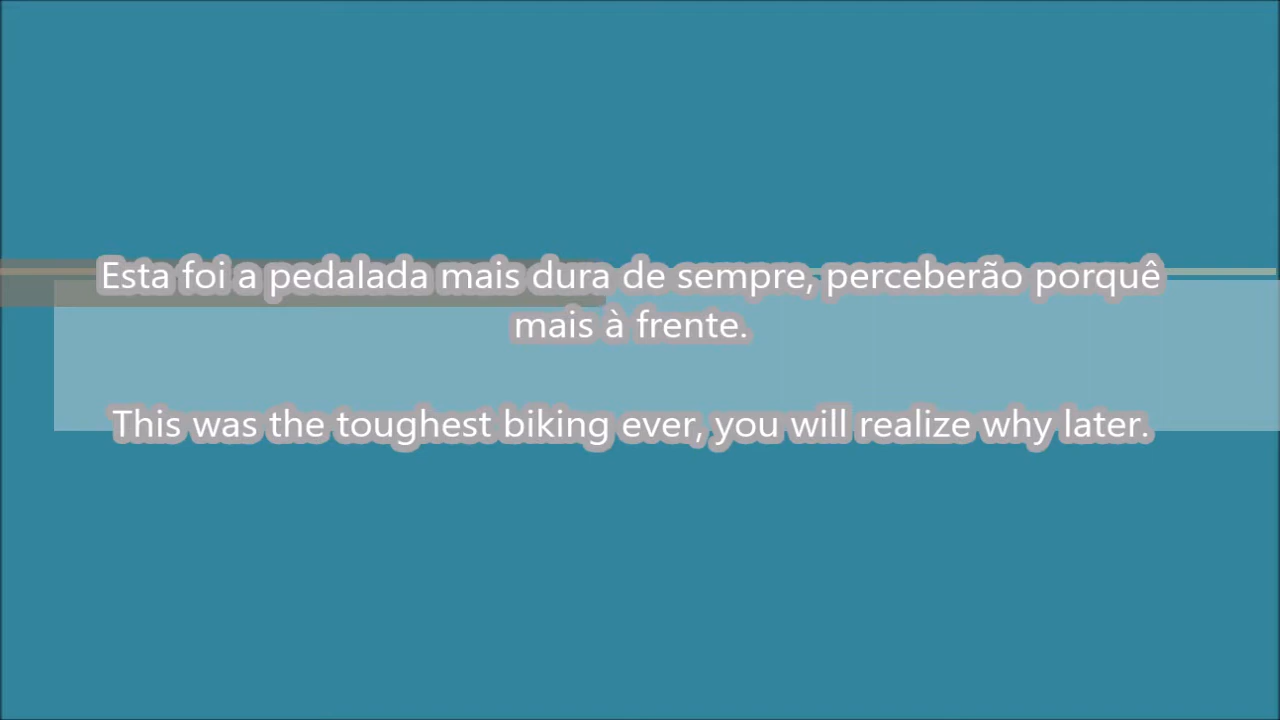 Esta foi a pedalada mais dura de sempre, perceberão porquê
mais à frente.
This was the toughest biking ever, you will realize why later.